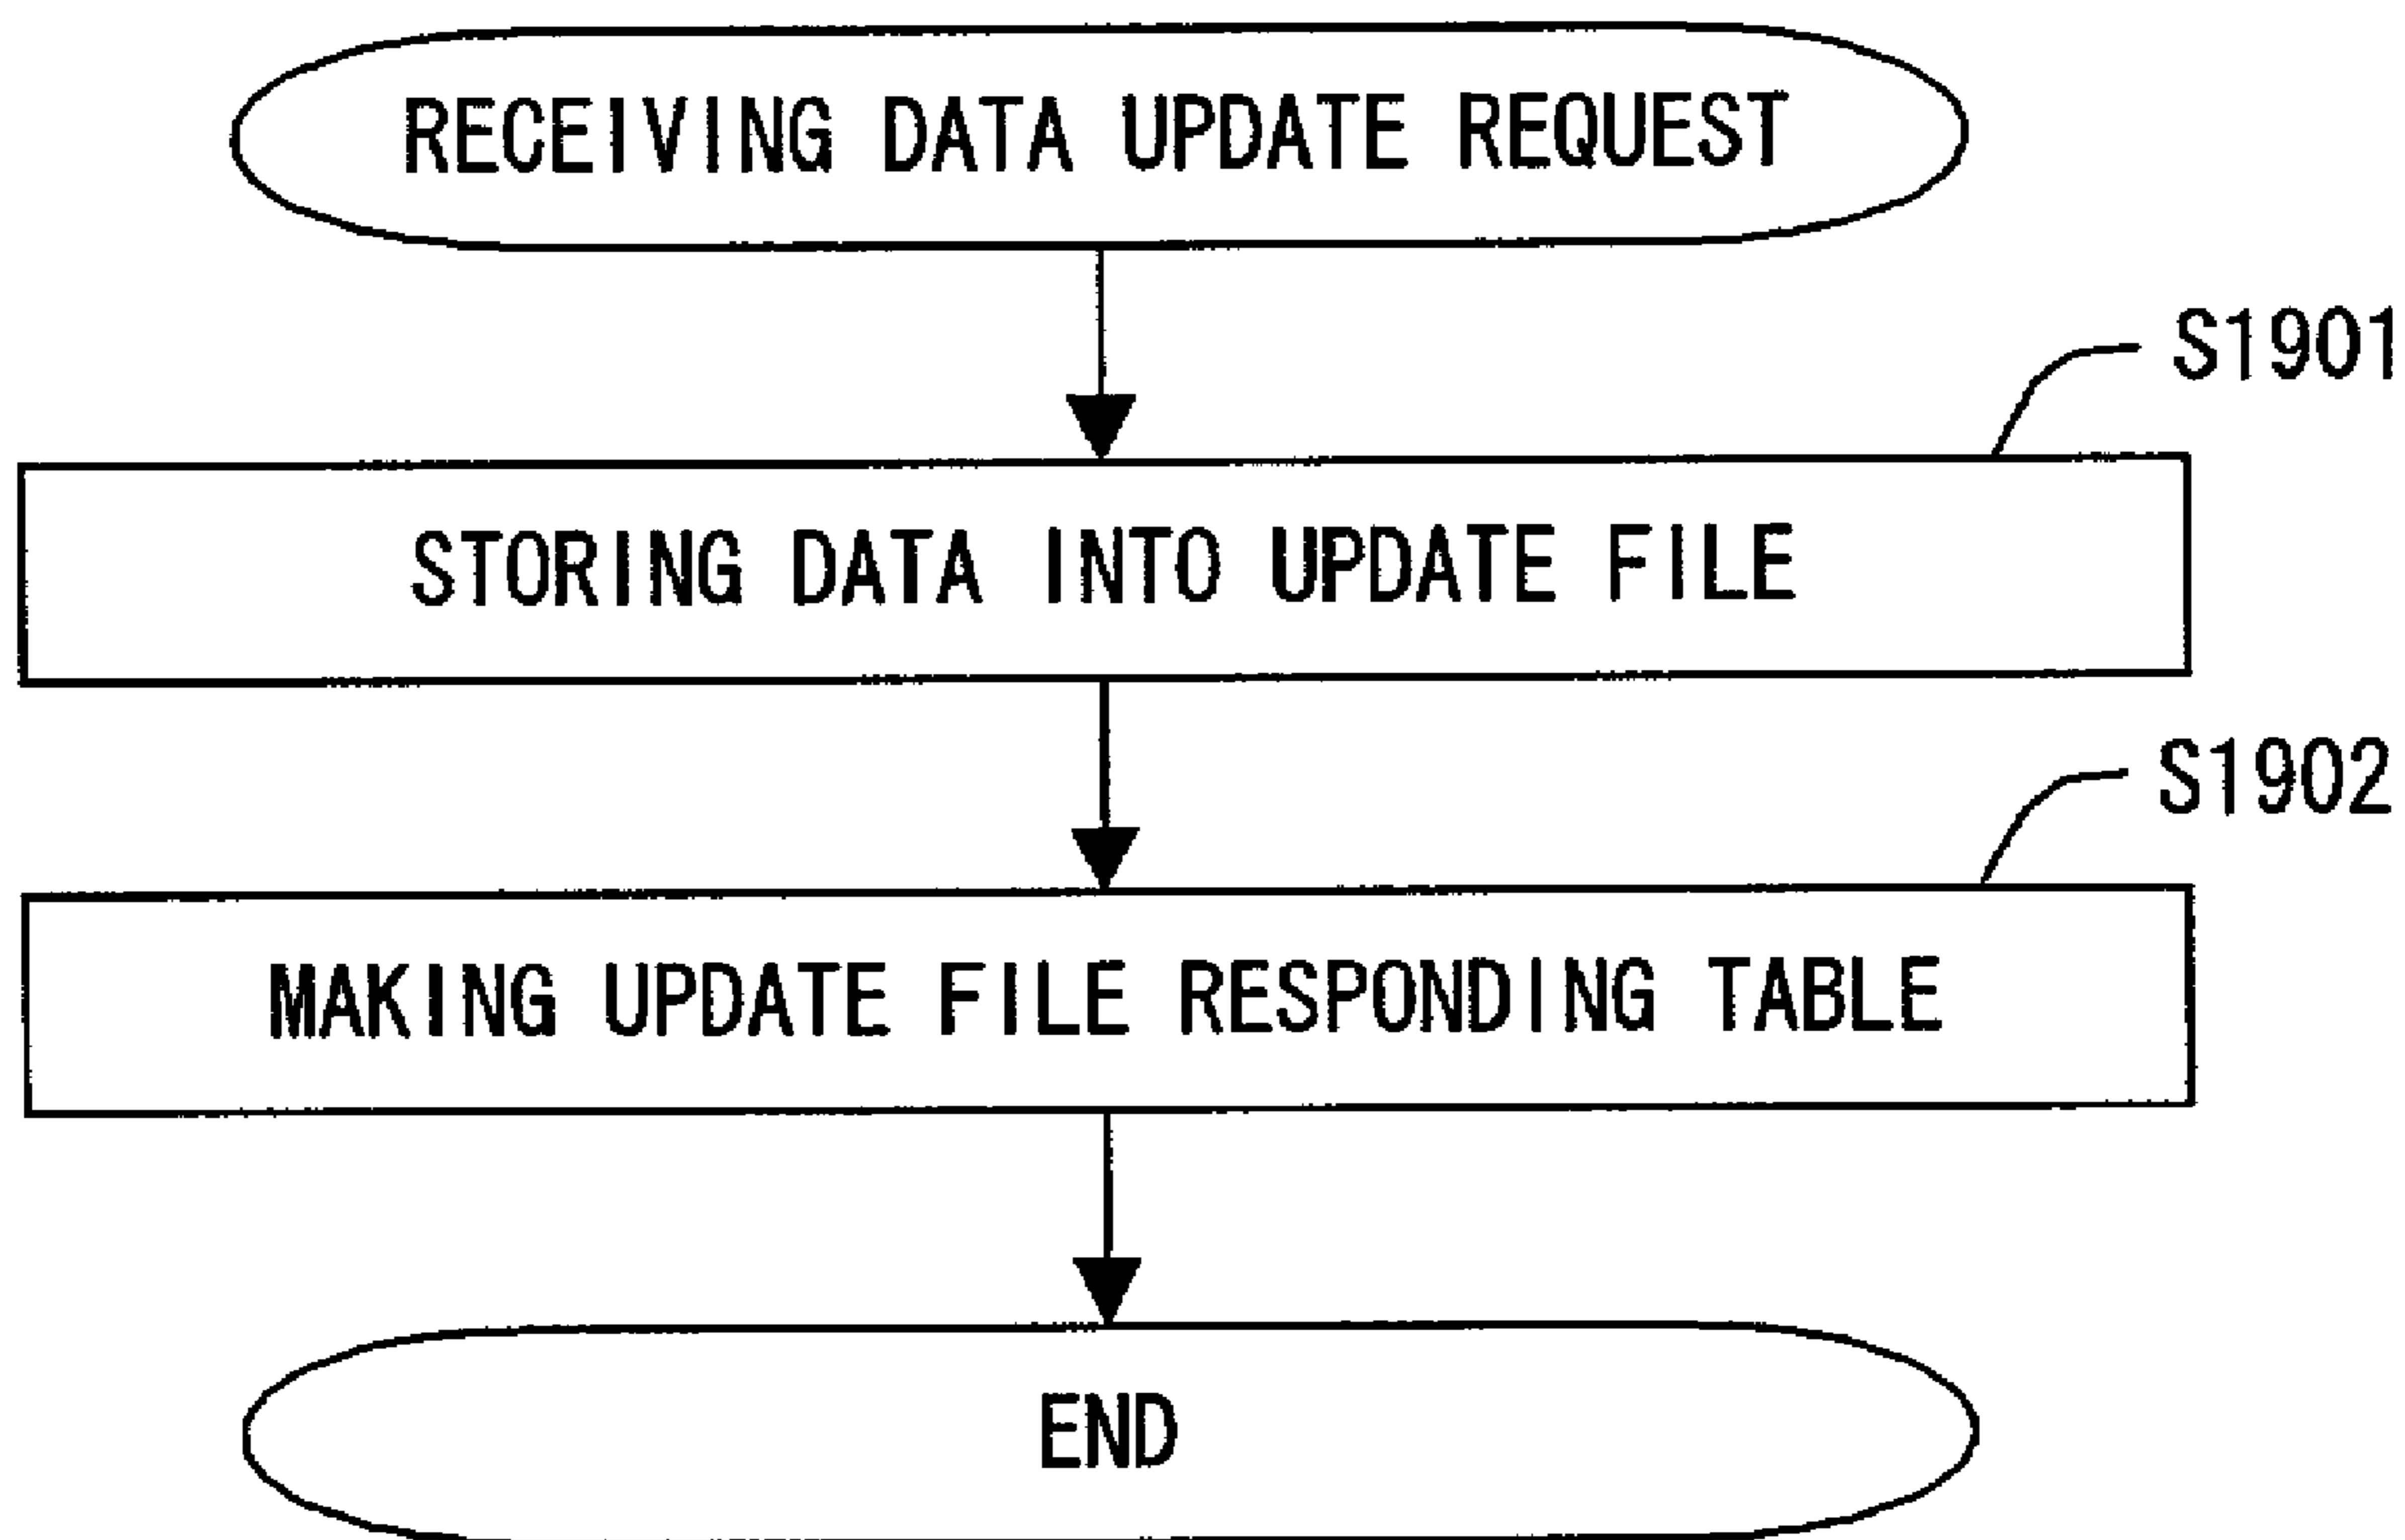 RECEIVING DATA UPDATE REQUEST
S1901
STORING DATA INTO UPDATE FILE
S1902
MAKING UPDATE FILE RESPONDING TABLE
END